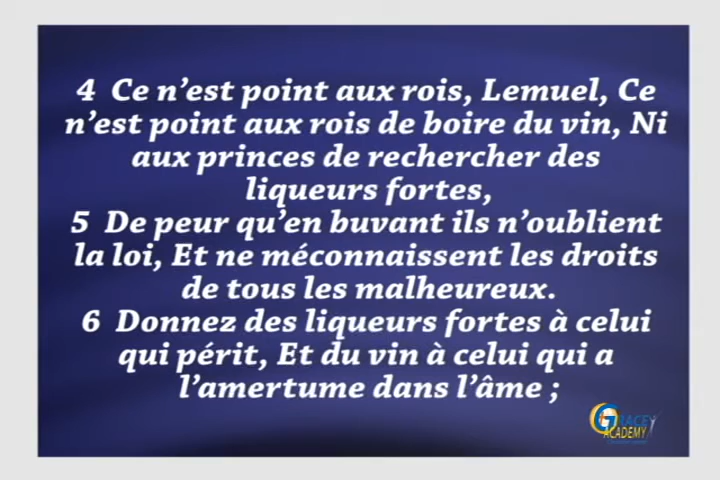 4 Ce n’est point aux rois, Lemuel, Ce
n’est point aux rois de boire du vin, Ni
aux princes de rechercher des
liqueurs fortes,
5 De peur qu’en buvant ils n’oublient
la loi, Et ne méconnaissent les droits
de tous les malheureux.
6 Donnez des liqueurs fortes à celui
qui périt, Et du vin à celui qui a
l’amertume dans l’âme ;
GRACE
ACADEMY